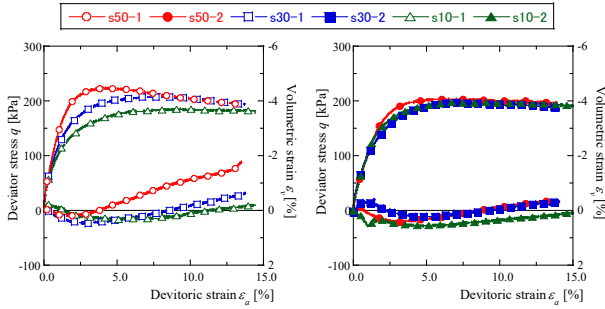 s50-1 s50-2 s30-1 s30-2 s10-1 s10-2
300 -6 300 -6
200 -4 200 -4
100 -2 100 -2
0 0 0 0
-100 2 -100 2
0.0 5.0 10.0 15.0 0.0 5.0 10.0 15.0
Deviator stress q [kPa]
Volumetric strain εv [%]
Deviator stress q [kPa]
Volumetric strain εv [%]
Devitoric strain εa [%] Devitoric strain εa [%]